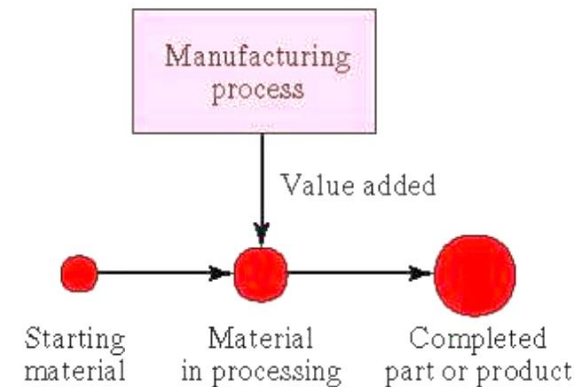 Manufacturing
process
Value added
Starting
material
Material
in processing
Completed
part or product